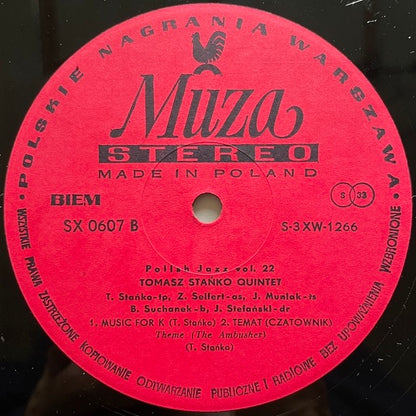 • POLSKIE NAGRANIA WARSZAWA •
Muza
STEREO
MADE IN POLAND
BIEM
S 33
SX 0607 B
S-3XW-1266
Polish Jazz vol. 22
TOMASZ STAŃKO QUINTET
T. Stańko-tp, Z. Seifert-as, J. Muniak-ts
B. Suchanek-b, J. Stefański-dr
1. MUSIC FOR K (T. Stańko) 2. TEMAT (CZATOWNIK)
Theme (The Ambusher)
(T. Stańko)
WSZYSTKIE PRAWA ZASTRZEŻONE KOPIOWANIE ODTWARZANIE PUBLICZNE I RADIOWE BEZ UPOWAŻNIENIA WZBRONIONE